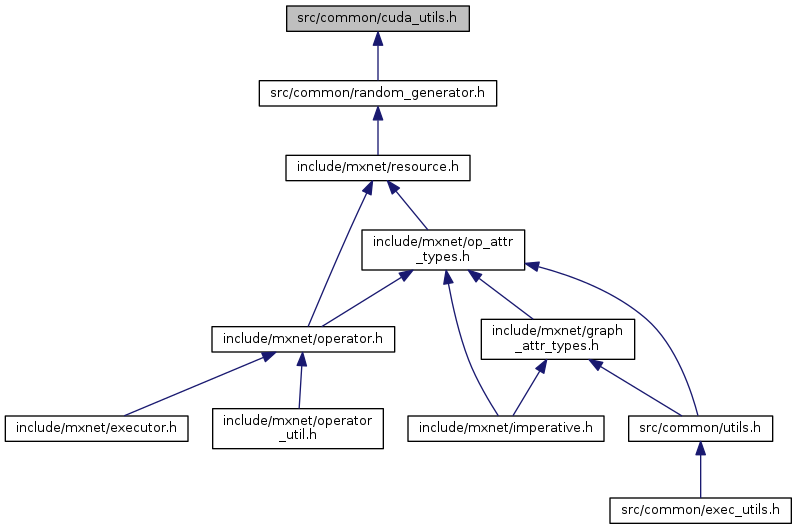 src/common/cuda_utils.h
src/common/random_generator.h
include/mxnet/resource.h
include/mxnet/op_attr
_types.h
include/mxnet/operator.h
include/mxnet/graph
_attr_types.h
include/mxnet/executor.h
include/mxnet/operator
_util.h
include/mxnet/imperative.h
src/common/utils.h
src/common/exec_utils.h